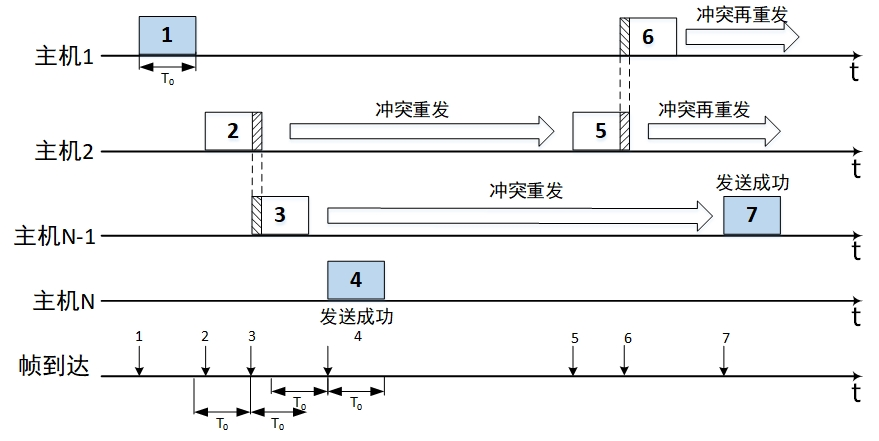 1
6
冲突再重发
主机1
T₀
t
冲突重发
冲突再重发
2
5
主机2
t
冲突重发
发送成功
3
7
主机N-1
t
4
主机N
发送成功
t
1 2 3 4 5 6 7
帧到达
T₀ T₀
t
T₀ T₀